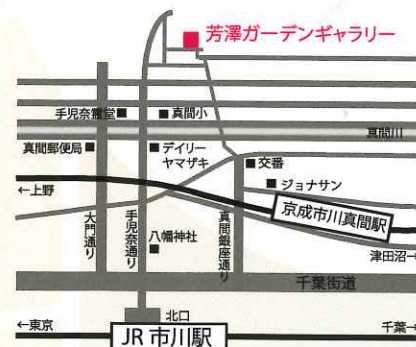 芳澤ガーデンギャラリー
手児奈霊堂
真間小
真間川
真間郵便局
デイリー
ヤマザキ
交番
←上野
ジョナサン
京成市川真間駅
大門通り
手児奈通り
八幡神社
真間銀座通り
津田沼→
千葉街道
北口
←東京
JR 市川駅
千葉→